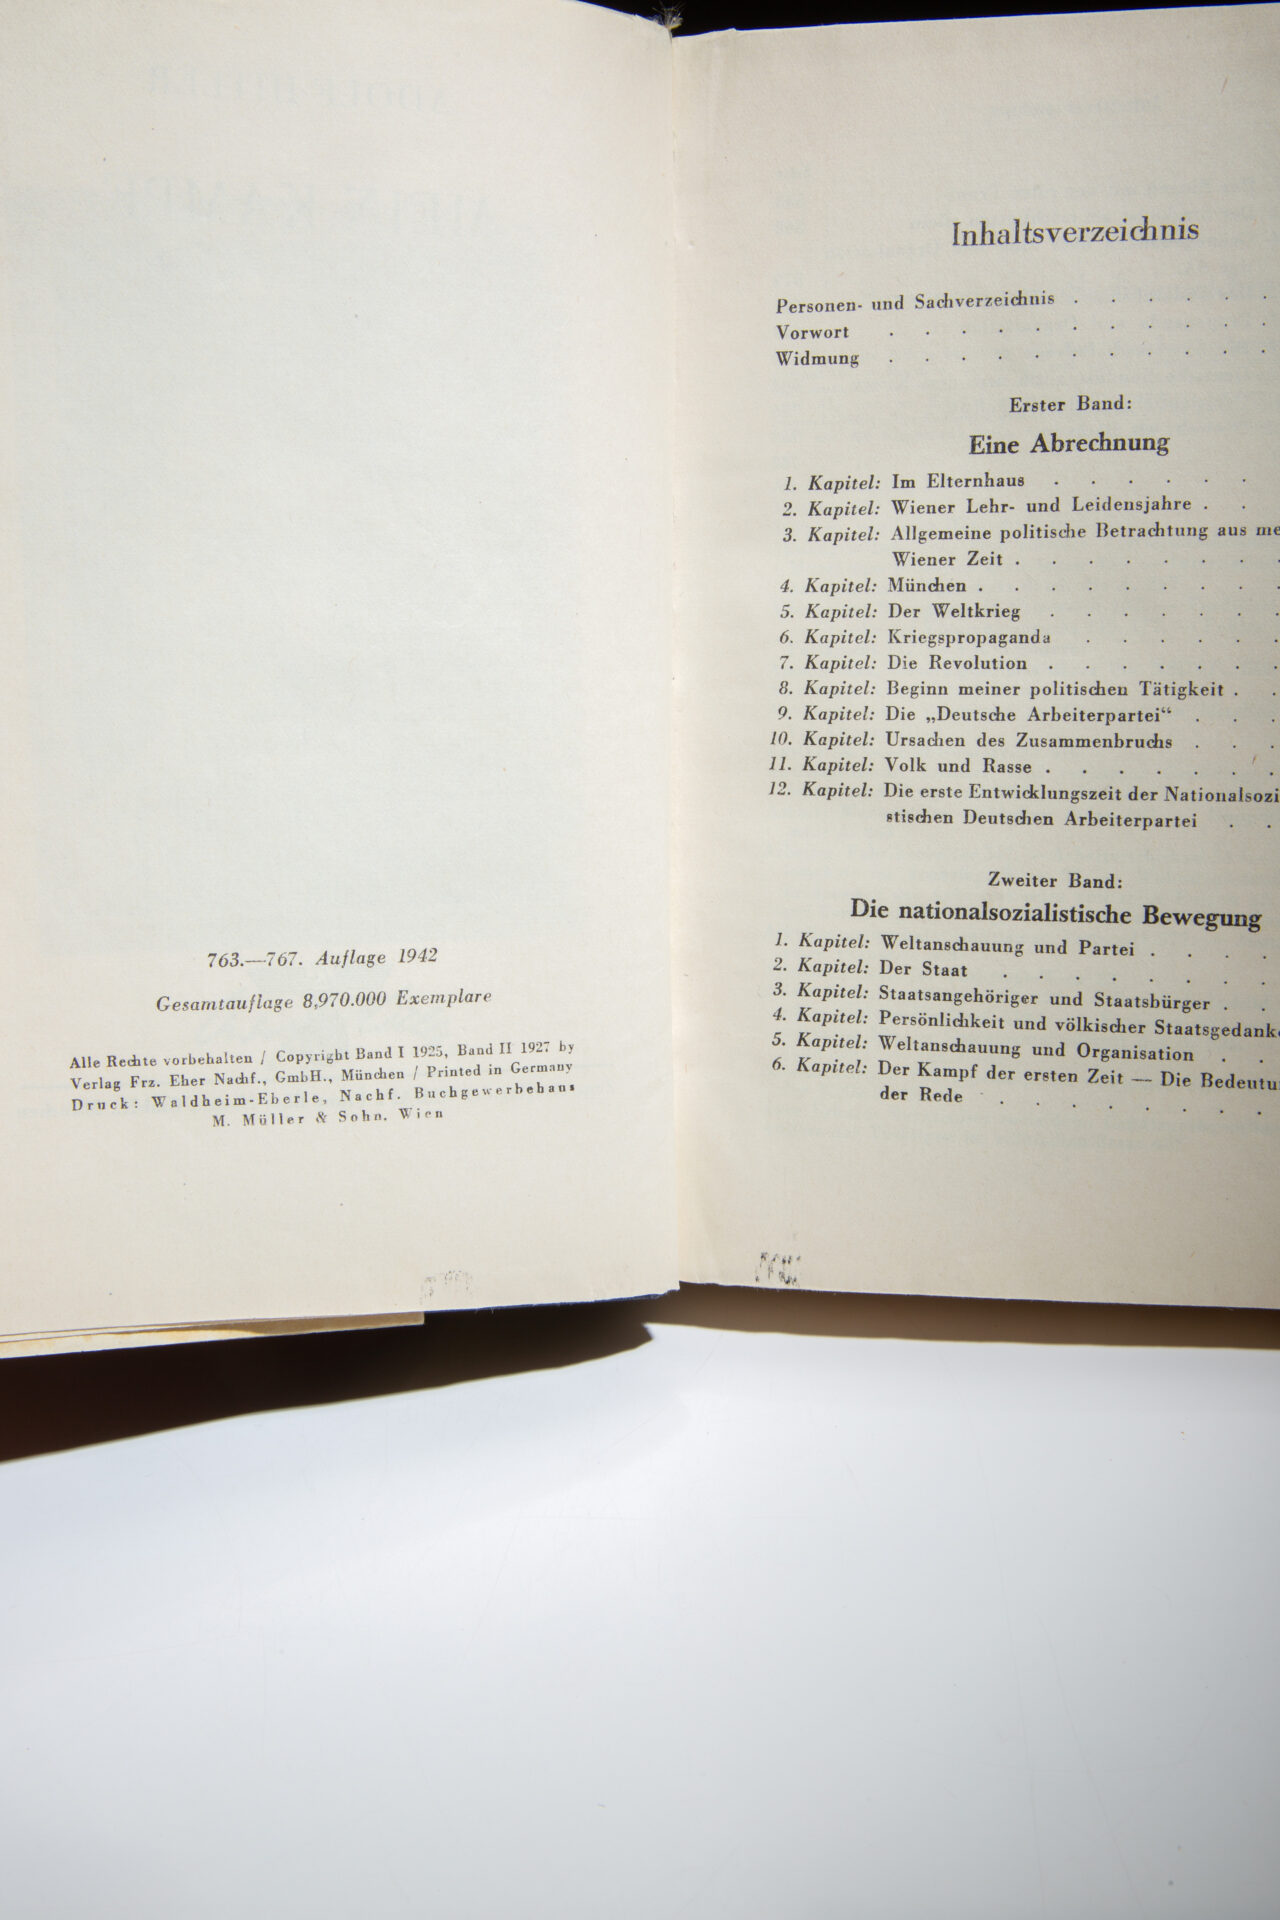 763.—767. Auflage 1942
Gesamtauflage 8,970.000 Exemplare
Alle Rechte vorbehalten / Copyright Band I 1925, Band II 1927 by
Verlag Frz. Eher Nachf., GmbH., München / Printed in Germany
Druck: Waldheim-Eberle, Nachf. Buchgewerbehaus
M. Müller & Sohn, Wien
Inhaltsverzeichnis
Personen- und Sachverzeichnis . . . . . .
Vorwort . . . . . . . . . . .
Widmung . . . . . . . . . . .
Erster Band:
Eine Abrechnung
1. Kapitel: Im Elternhaus . . . . . .
2. Kapitel: Wiener Lehr- und Leidensjahre . .
3. Kapitel: Allgemeine politische Betrachtung aus me
Wiener Zeit . . . . . . . .
4. Kapitel: München . . . . . . . . .
5. Kapitel: Der Weltkrieg . . . . . . .
6. Kapitel: Kriegspropaganda . . . . . .
7. Kapitel: Die Revolution . . . . . . .
8. Kapitel: Beginn meiner politischen Tätigkeit . .
9. Kapitel: Die „Deutsche Arbeiterpartei“ . . .
10. Kapitel: Ursachen des Zusammenbruchs . . .
11. Kapitel: Volk und Rasse . . . . . . .
12. Kapitel: Die erste Entwicklungszeit der Nationalsozi
stischen Deutschen Arbeiterpartei . .
Zweiter Band:
Die nationalsozialistische Bewegung
1. Kapitel: Weltanschauung und Partei . . . .
2. Kapitel: Der Staat . . . . . . . .
3. Kapitel: Staatsangehöriger und Staatsbürger . .
4. Kapitel: Persönlichkeit und völkischer Staatsgedanke
5. Kapitel: Weltanschauung und Organisation . .
6. Kapitel: Der Kampf der ersten Zeit — Die Bedeutu
der Rede . . . . . . . .